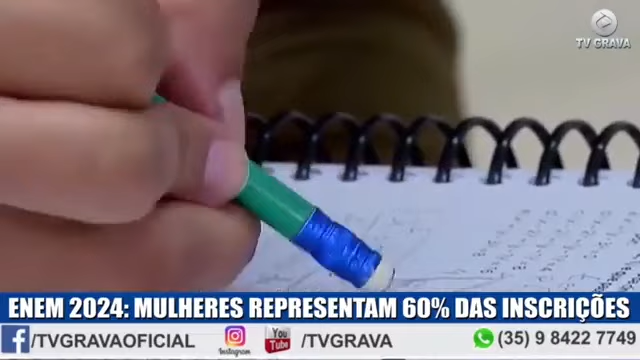 TV GRAVA
ENEM 2024: MULHERES REPRESENTAM 60% DAS INSCRIÇÕES
/TVGRAVAOFICIAL
Instagram
You Tube
/TVGRAVA
(35) 9 8422 7749